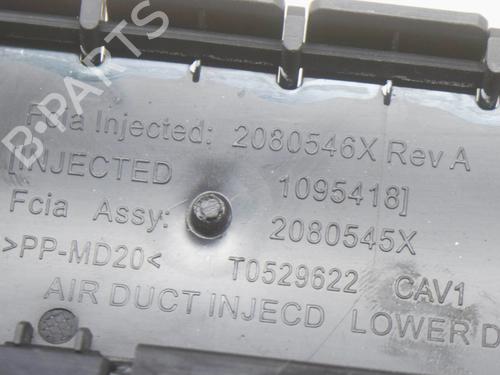 B-PARTS
Fcia Injected: 2080546X Rev A
[INJECTED 1095418]
Fcia Assy: 2080545X
>PP-MD20< T0529622 CAV1
AIR DUCT INJECD LOWER D